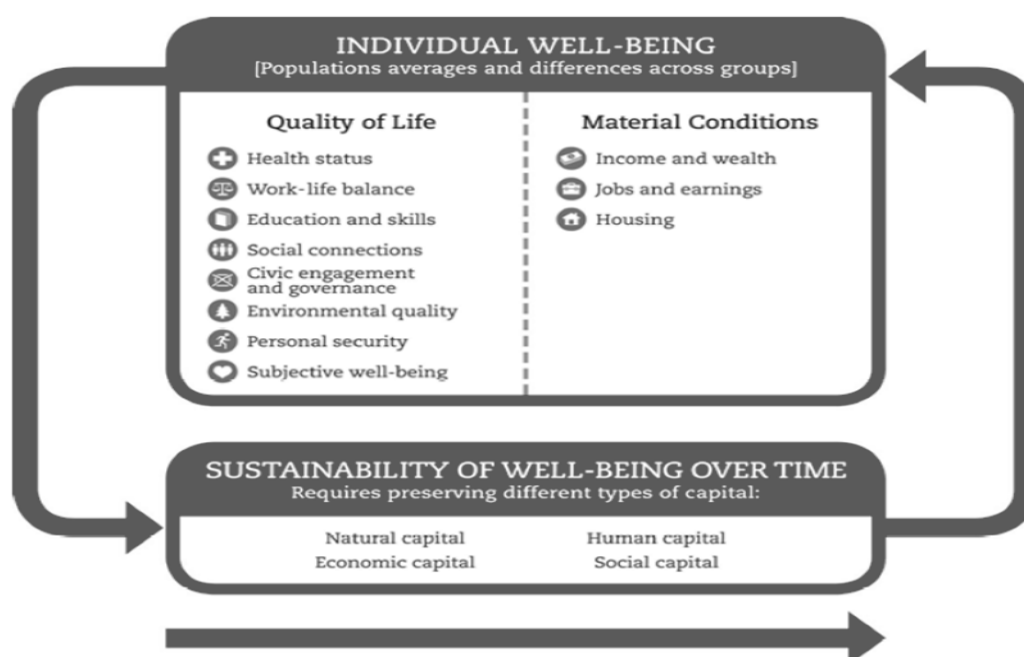 INDIVIDUAL WELL-BEING
[Populations averages and differences across groups]
Quality of Life
Health status
Work-life balance
Education and skills
Social connections
Civic engagement
and governance
Environmental quality
Personal security
Subjective well-being
Material Conditions
Income and wealth
Jobs and earnings
Housing
SUSTAINABILITY OF WELL-BEING OVER TIME
Requires preserving different types of capital:
Natural capital
Human capital
Economic capital
Social capital